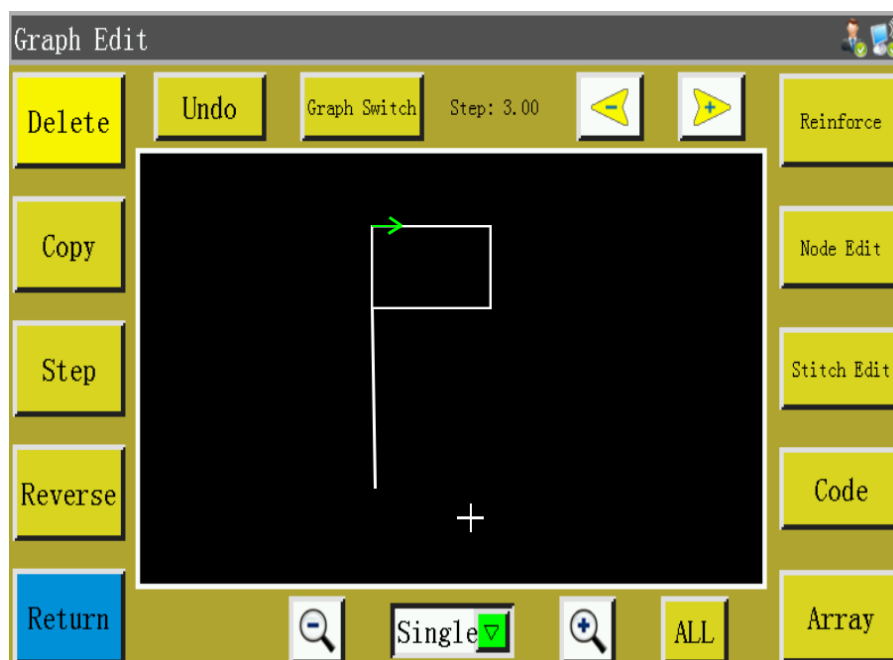 Graph Edit
Delete
Undo
Graph Switch
Step: 3.00
Reinforce
Copy
Node Edit
Step
Stitch Edit
Reverse
Code
Return
Single
ALL
Array